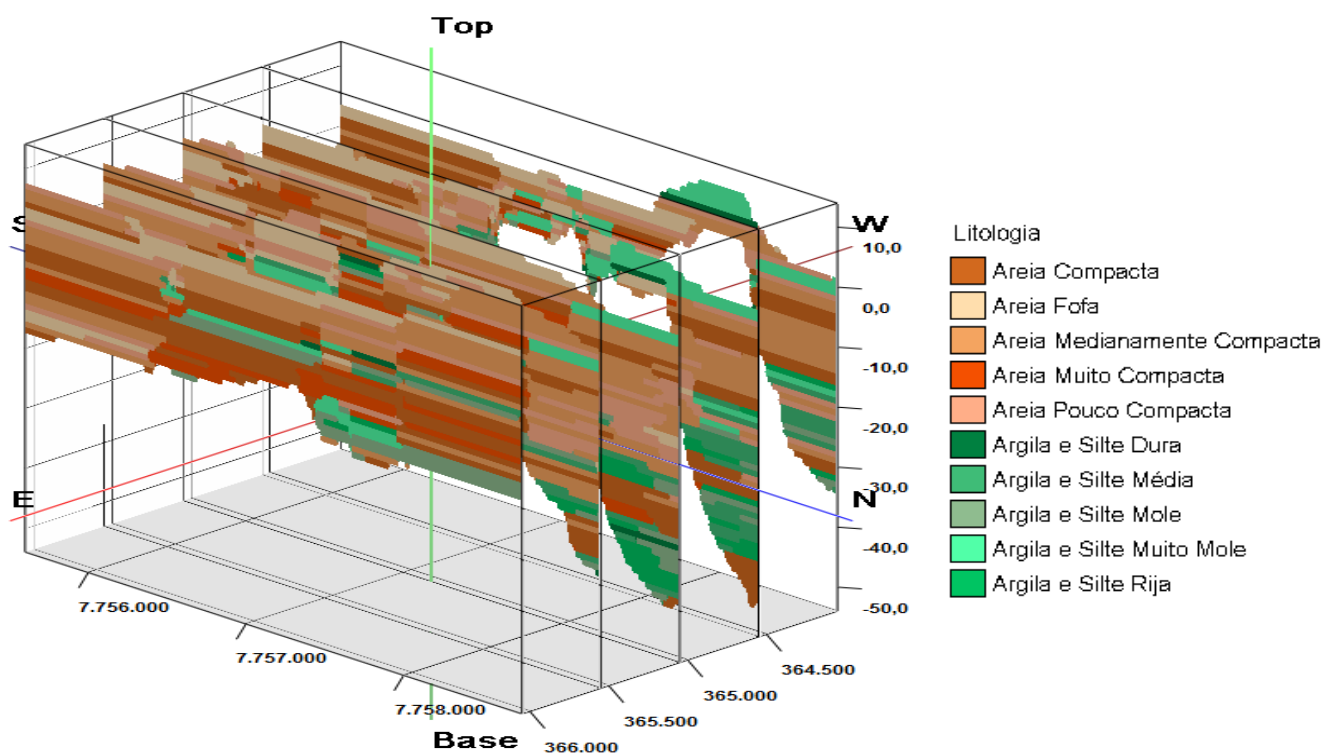 Top
S
W
10,0
0,0
-10,0
-20,0
-30,0
-40,0
-50,0
E
N
7.756.000
7.757.000
7.758.000
364.500
365.000
365.500
366.000
Base
Litologia
Areia Compacta
Areia Fofa
Areia Medianamente Compacta
Areia Muito Compacta
Areia Pouco Compacta
Argila e Silte Dura
Argila e Silte Média
Argila e Silte Mole
Argila e Silte Muito Mole
Argila e Silte Rija